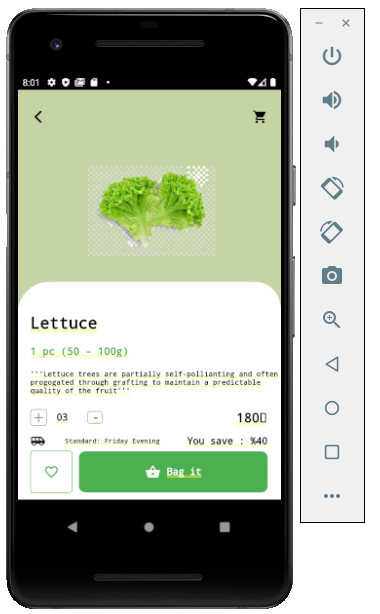 8:01
Lettuce
1 pc (50 - 100g)
'''Lettuce trees are partially self-pollianting and often
progogated through grafting to maintain a predictable
quality of the fruit'''
+ 03 - 180▯
Standard: Friday Evening You save : %40
Bag it